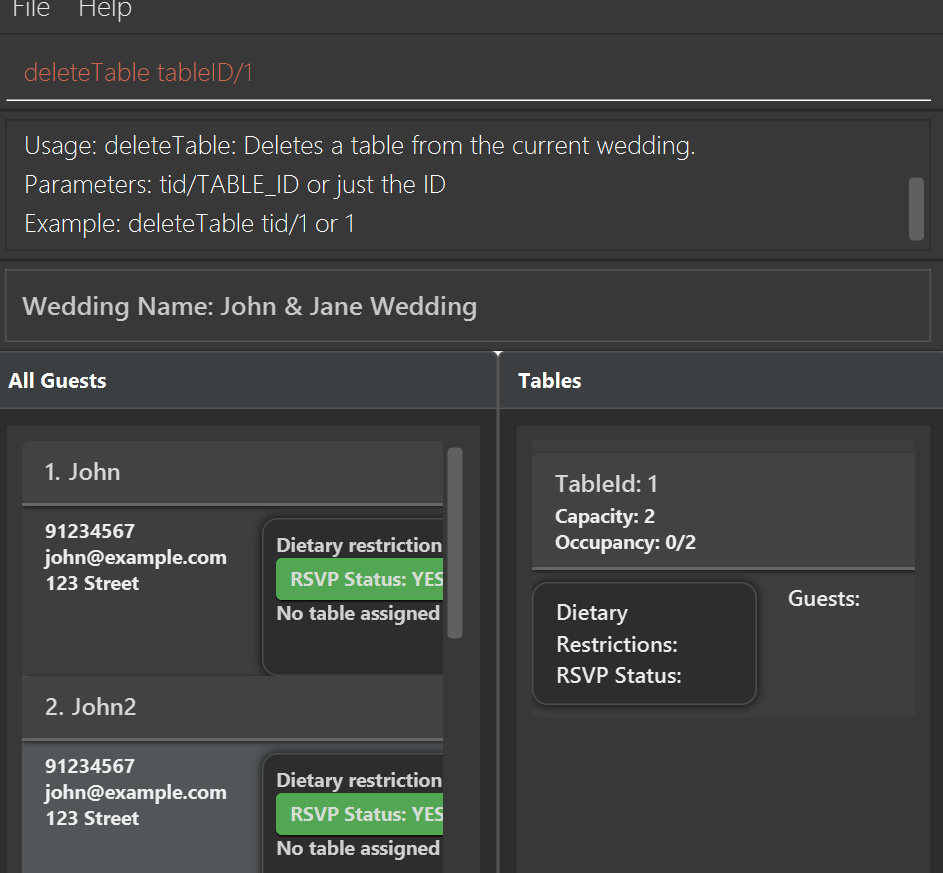 File Help
deleteTable tableID/1
Usage: deleteTable: Deletes a table from the current wedding.
Parameters: tid/TABLE_ID or just the ID
Example: deleteTable tid/1 or 1
Wedding Name: John & Jane Wedding
All Guests
1. John
91234567
john@example.com
123 Street
Dietary restriction
RSVP Status: YES
No table assigned
2. John2
91234567
john@example.com
123 Street
Dietary restriction
RSVP Status: YES
No table assigned
Tables
TableId: 1
Capacity: 2
Occupancy: 0/2
Dietary
Restrictions:
RSVP Status:
Guests: